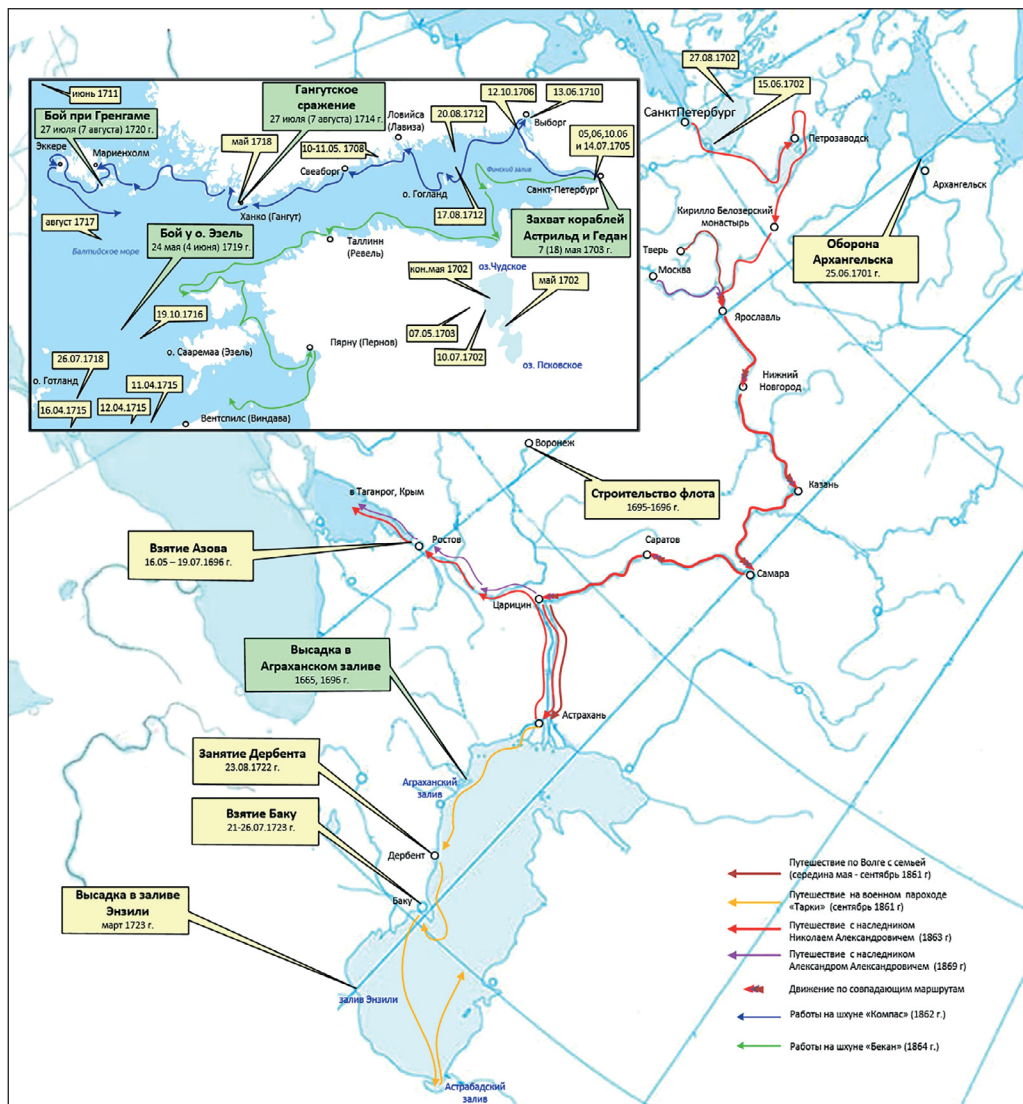 июнь 1711
Бой при Гренгаме
27 июля (7 августа) 1720 г.
Эккере
Мариенхольм
май 1718
Гангутское
сражение
27 июля (7 августа) 1714 г.
10-11.05. 1708
Ловийса
(Лавиза)
20.08.1712
12.10.1706
13.06.1710
Выборг
05,06,10.06
и 14.07.1705
Свеаборг
Финский залив
о. Гогланд
Санкт-Петербург
Ханко (Гангут)
17.08.1712
август 1717
Балтийское море
Бой у о. Эзель
24 мая (4 июня) 1719 г.
Таллинн
(Ревель)
Захват кораблей
Астрильд и Гедан
7 (18) мая 1703 г.
оз.Чудское
кон.мая 1702
май 1702
19.10.1716
07.05.1703
10.07.1702
о. Сааремаа (Эзель)
Пярну (Пернов)
оз. Псковское
26.07.1718
о. Готланд
11.04.1715
16.04.1715
12.04.1715
Вентспилс (Виндава)
27.08.1702
15.06.1702
СанктПетербург
Петрозаводск
Архангельск
Кирилло Белозерский
монастырь
Оборона
Архангельска
25.06.1701 г.
Тверь
Москва
Ярославль
Нижний
Новгород
Воронеж
Строительство флота
1695-1696 г.
Казань
в Таганрог, Крым
Взятие Азова
16.05 – 19.07.1696 г.
Ростов
Саратов
Самара
Царицин
Высадка в
Аграханском заливе
1665, 1696 г.
Астрахань
Занятие Дербента
23.08.1722 г.
Аграханский
залив
Взятие Баку
21-26.07.1723 г.
Дербент
Высадка в заливе
Энзили
март 1723 г.
Баку
залив Энзили
Астрабадский
залив
Путешествие по Волге с семьей
(середина мая - сентябрь 1861 г)
Путешествие на военном пароходе
«Тарки» (сентябрь 1861 г)
Путешествие с наследником
Николаем Александровичем (1863 г)
Путешествие с наследником
Александром Александровичем (1869 г)
Движение по совпадающим маршрутам
Работы на шхуне «Компас» (1862 г.)
Работы на шхуне «Бекан» (1864 г.)